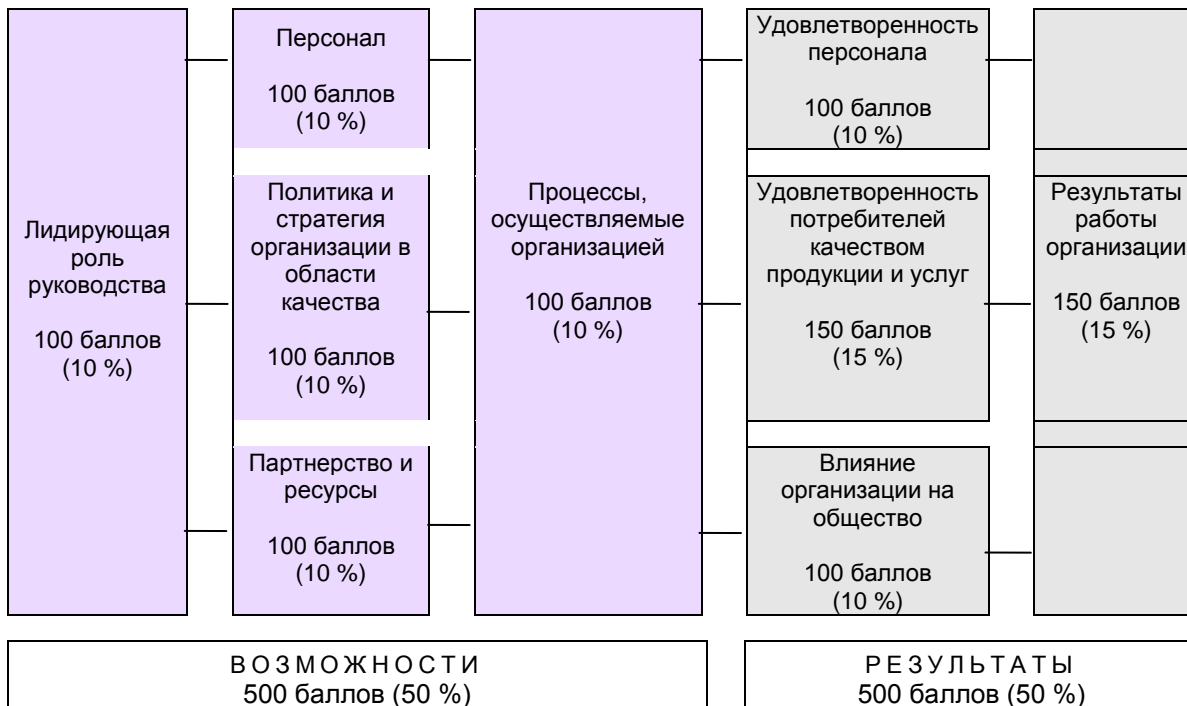 Лидирующая
роль
руководства
100 баллов
(10 %)
Персонал
100 баллов
(10 %)
Политика и
стратегия
организации в
области
качества
100 баллов
(10 %)
Партнерство и
ресурсы
100 баллов
(10 %)
Процессы,
осуществляемые
организацией
100 баллов
(10 %)
Удовлетворенность
персонала
100 баллов
(10 %)
Удовлетворенность
потребителей
качеством
продукции и услуг
150 баллов
(15 %)
Влияние
организации на
общество
100 баллов
(10 %)
Результаты
работы
организации
150 баллов
(15 %)
ВОЗМОЖНОСТИ
500 баллов (50 %)
РЕЗУЛЬТАТЫ
500 баллов (50 %)